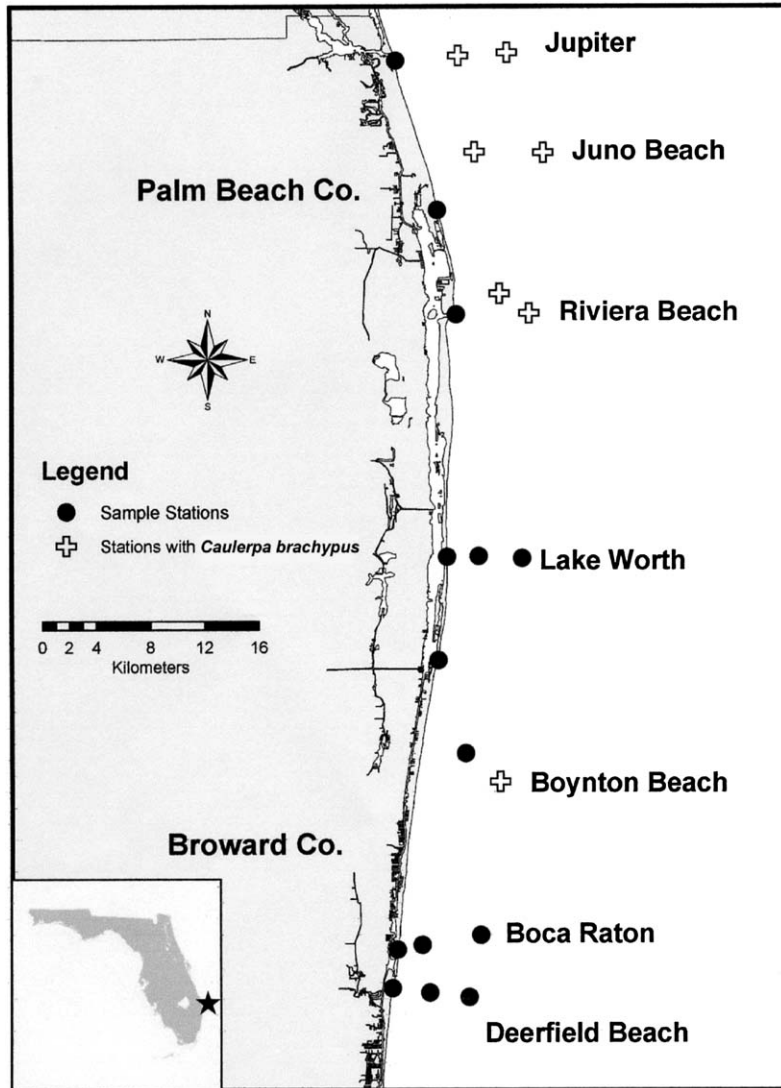 Jupiter
Juno Beach
Palm Beach Co.
Riviera Beach
N
W E
S
Legend
Sample Stations
Stations with Caulerpa brachypus
Lake Worth
0 2 4 8 12 16
Kilometers
Boynton Beach
Broward Co.
Boca Raton
Deerfield Beach